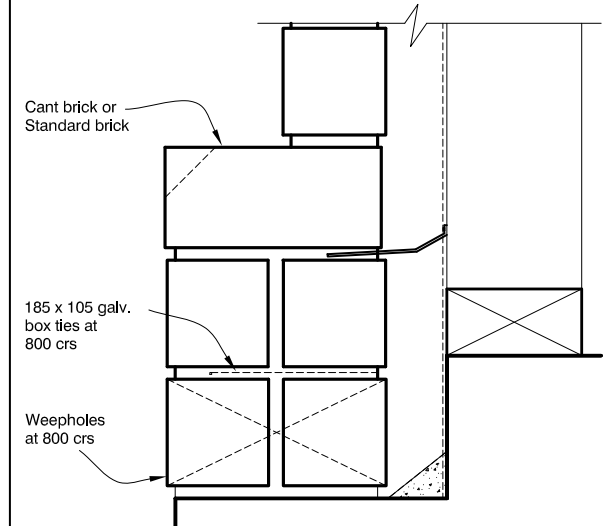 Cant brick or
Standard brick
185 x 105 galv.
box ties at
800 crs
Weepholes
at 800 crs